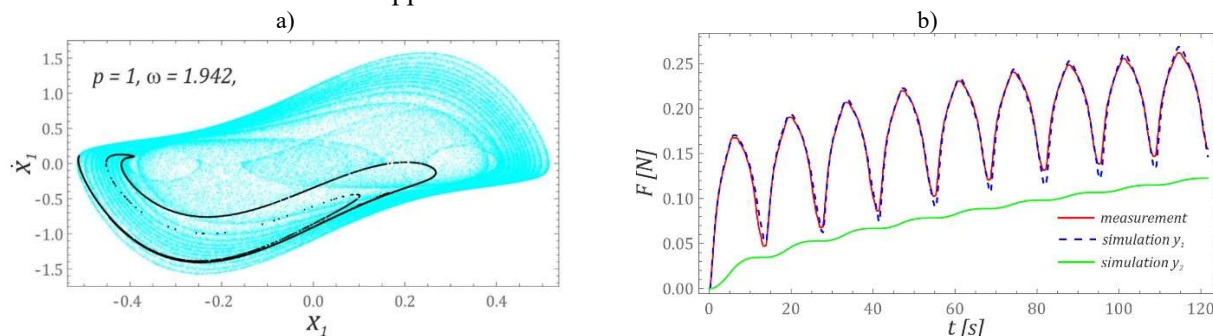 a)
b)
p = 1, ω = 1.942,
Ẋ₁
1.5
1.0
0.5
0.0
-0.5
-1.0
-1.5
-0.4
-0.2
0.0
0.2
0.4
X₁
F [N]
0.25
0.20
0.15
0.10
0.05
0.00
measurement
simulation y₁
simulation y₂
0
20
40
60
80
100
120
t [s]